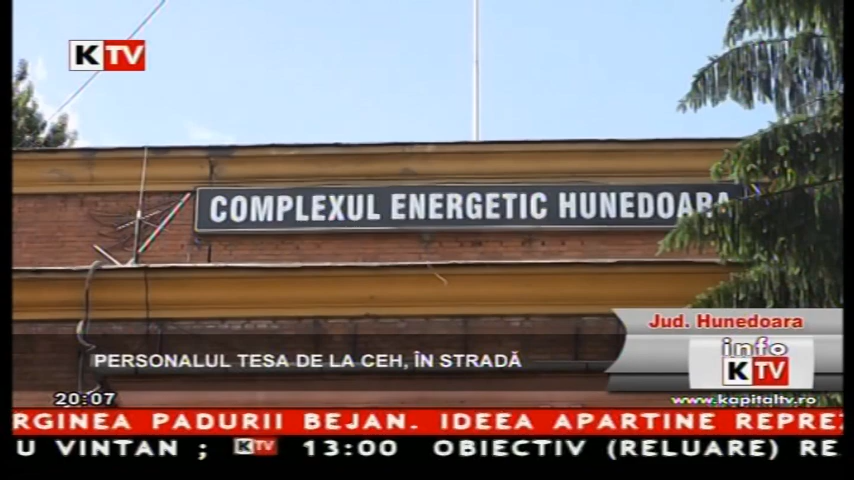 KTV
COMPLEXUL ENERGETIC HUNEDOARA
Jud. Hunedoara
info
KTV
PERSONALUL TESA DE LA CEH, ÎN STRADĂ
20:07
www.kapitaltv.ro
RGINEA PADURII BEJAN. IDEEA APARTINE REPREZ
U VINTAN ; KTV 13:00 OBIECTIV (RELUARE) RE